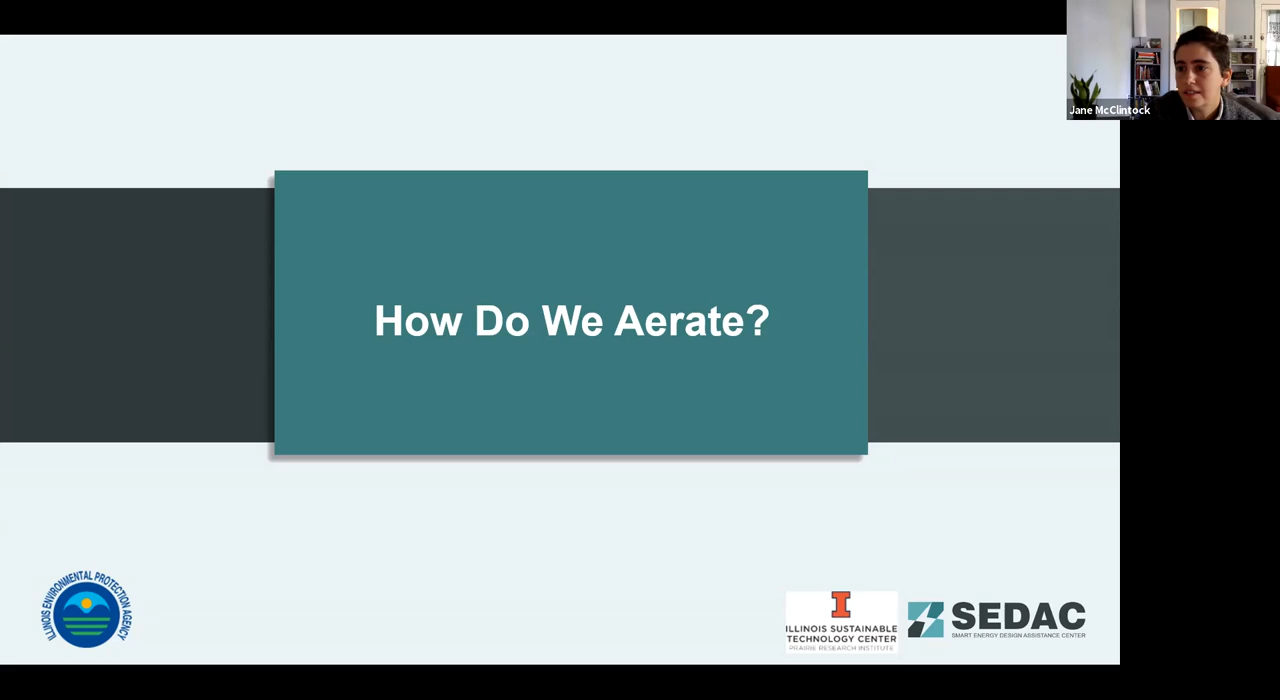 Jane McClintock
How Do We Aerate?
ILLINOIS ENVIRONMENTAL PROTECTION AGENCY
I
ILLINOIS SUSTAINABLE
TECHNOLOGY CENTER
PRAIRIE RESEARCH INSTITUTE
SEDAC
SMART ENERGY DESIGN ASSISTANCE CENTER